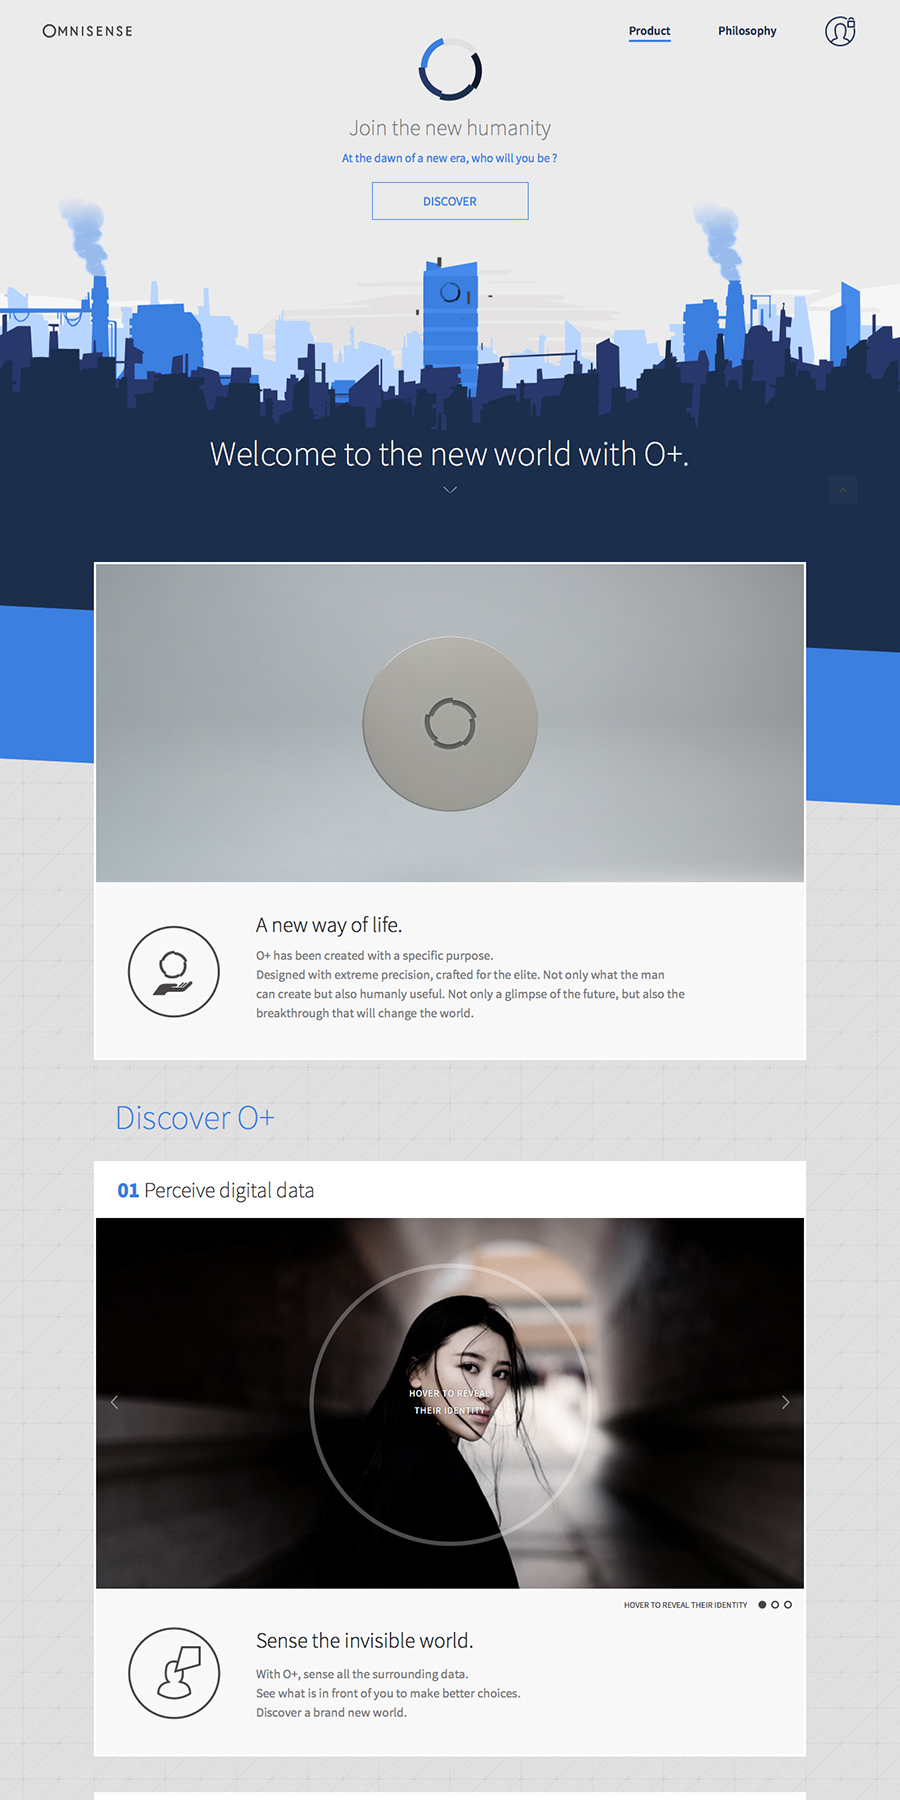 OMNISENSE
Product
Philosophy
Join the new humanity
At the dawn of a new era, who will you be ?
DISCOVER
Welcome to the new world with O+.
A new way of life.
O+ has been created with a specific purpose.
Designed with extreme precision, crafted for the elite. Not only what the man
can create but also humanly useful. Not only a glimpse of the future, but also the
breakthrough that will change the world.
Discover O+
01 Perceive digital data
HOVER TO REVEAL
THEIR IDENTITY
HOVER TO REVEAL THEIR IDENTITY
Sense the invisible world.
With O+, sense all the surrounding data.
See what is in front of you to make better choices.
Discover a brand new world.